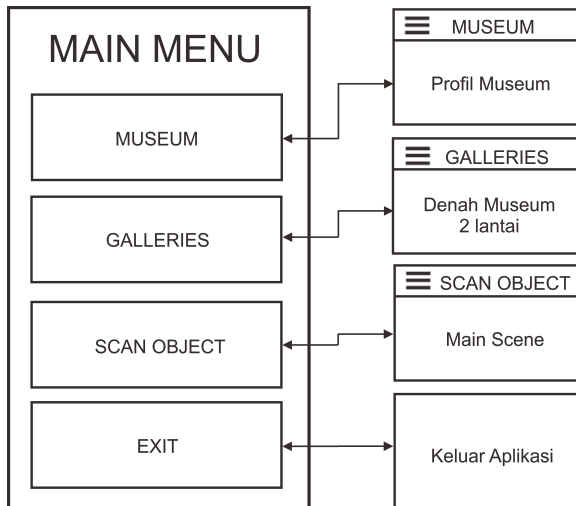 MAIN MENU
MUSEUM
GALLERIES
SCAN OBJECT
EXIT
MUSEUM
Profil Museum
GALLERIES
Denah Museum
2 lantai
SCAN OBJECT
Main Scene
Keluar Aplikasi